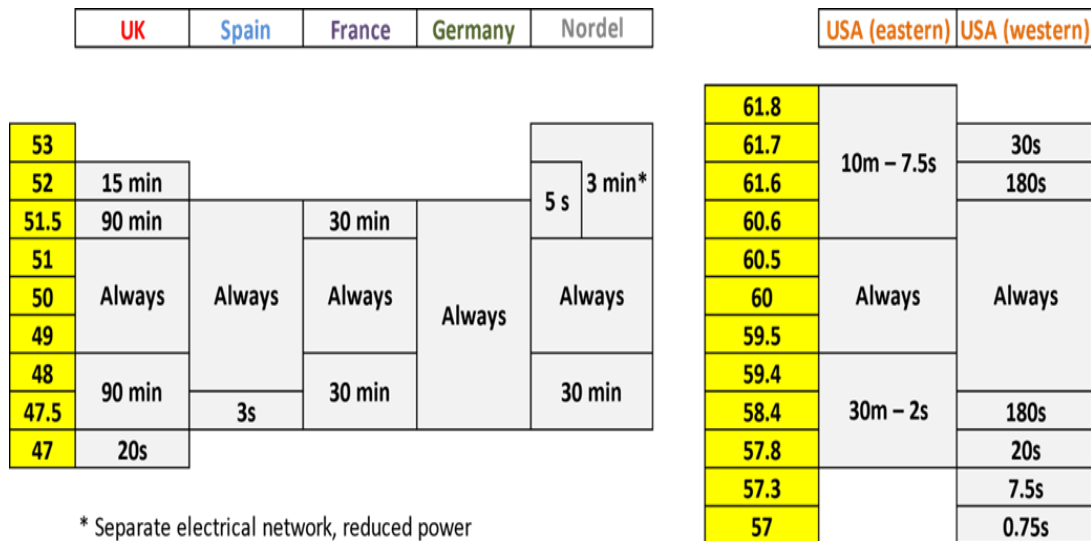 UK Spain France Germany Nordel USA (eastern) USA (western)
61.8
53 61.7 30s
10m – 7.5s
52 15 min 3 min* 61.6 180s
5 s
51.5 90 min 30 min 60.6
51 60.5
50 Always Always Always Always 60 Always Always
Always
49 59.5
48 59.4
90 min 30 min 30 min 30m – 2s
47.5 3s 58.4 180s
47 20s 57.8 20s
57.3 7.5s
* Separate electrical network, reduced power 57 0.75s